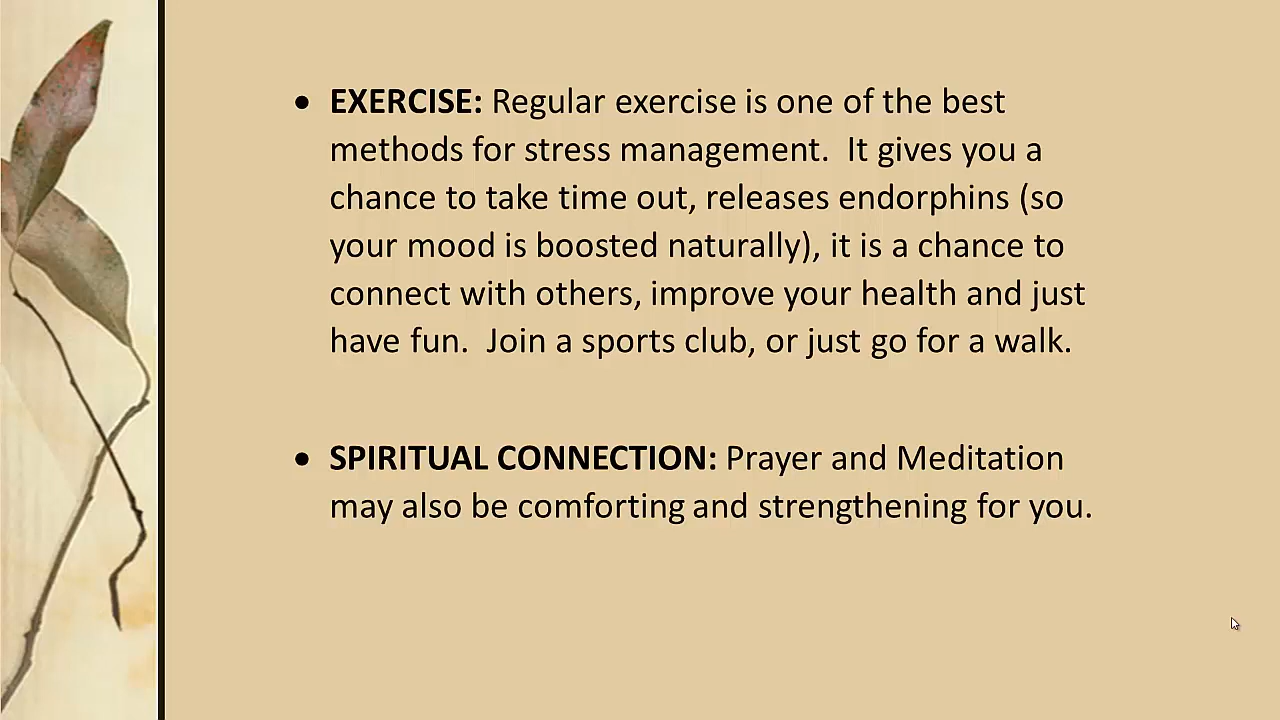 • EXERCISE: Regular exercise is one of the best
methods for stress management.  It gives you a
chance to take time out, releases endorphins (so
your mood is boosted naturally), it is a chance to
connect with others, improve your health and just
have fun.  Join a sports club, or just go for a walk.
• SPIRITUAL CONNECTION: Prayer and Meditation
may also be comforting and strengthening for you.